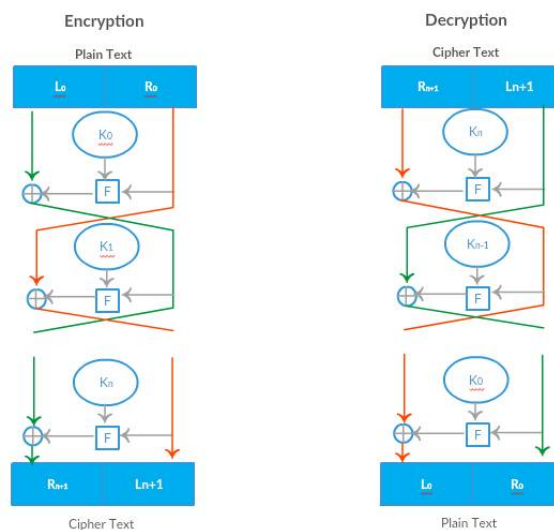 Encryption
Plain Text
L₀ R₀
K₀
F
K₁
F
Kₙ
F
Rₙ₊₁ Ln+1
Cipher Text
Decryption
Cipher Text
Rₙ₊₁ Ln+1
Kₙ
F
Kₙ₋₁
F
K₀
F
L₀ R₀
Plain Text